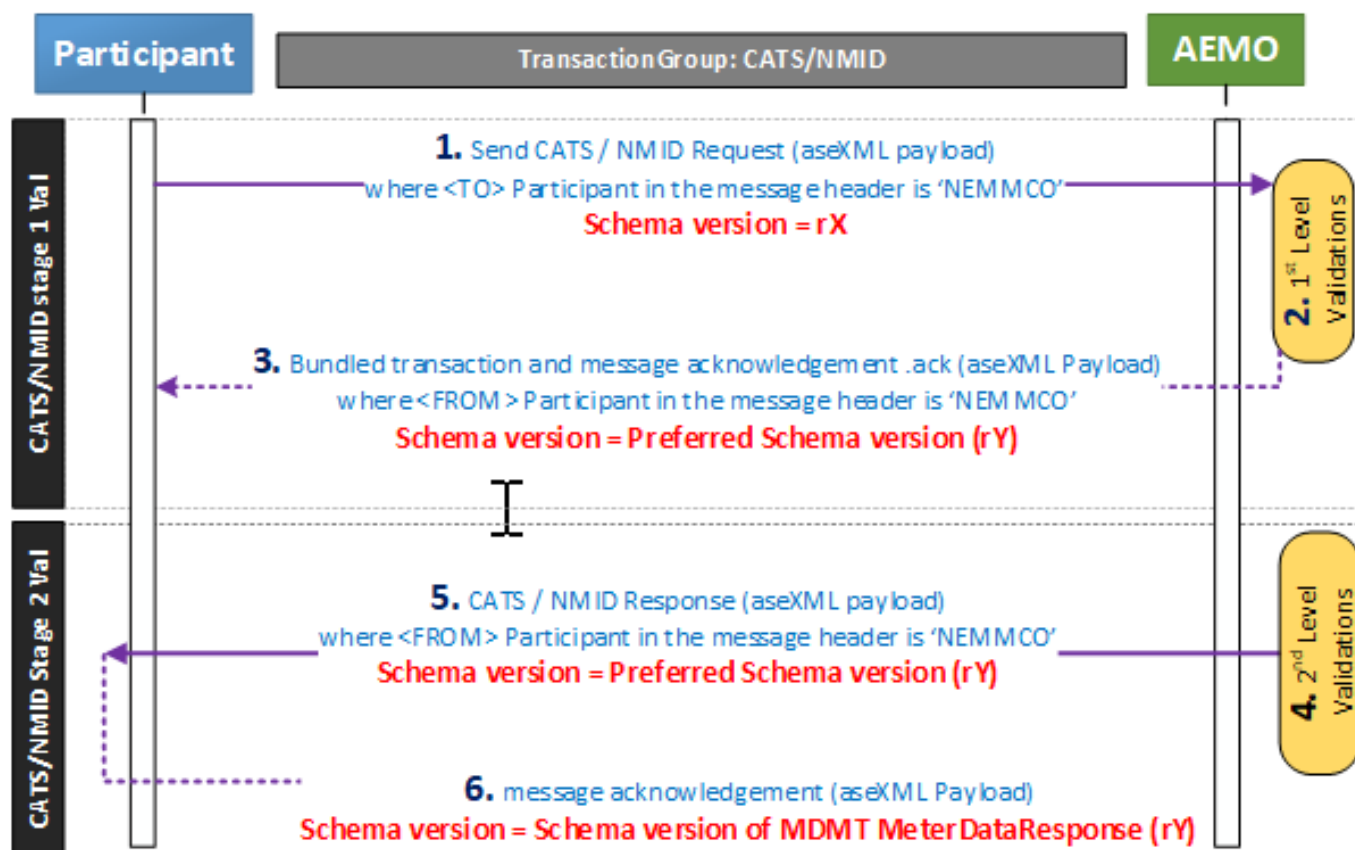 Participant
TransactionGroup: CATS/NMID
AEMO
CATS/NMID stage 1 Val
1. Send CATS / NMID Request (aseXML payload)
where <TO> Participant in the message header is ‘NEMMCO’
Schema version = rX
2. 1st Level
Validations
3. Bundled transaction and message acknowledgement .ack (aseXML Payload)
where <FROM> Participant in the message header is ‘NEMMCO’
Schema version = Preferred Schema version (rY)
CATS/NMID Stage 2 Val
4. 2nd Level
Validations
5. CATS / NMID Response (aseXML payload)
where <FROM> Participant in the message header is ‘NEMMCO’
Schema version = Preferred Schema version (rY)
6. message acknowledgement (aseXML Payload)
Schema version = Schema version of MDMT MeterDataResponse (rY)